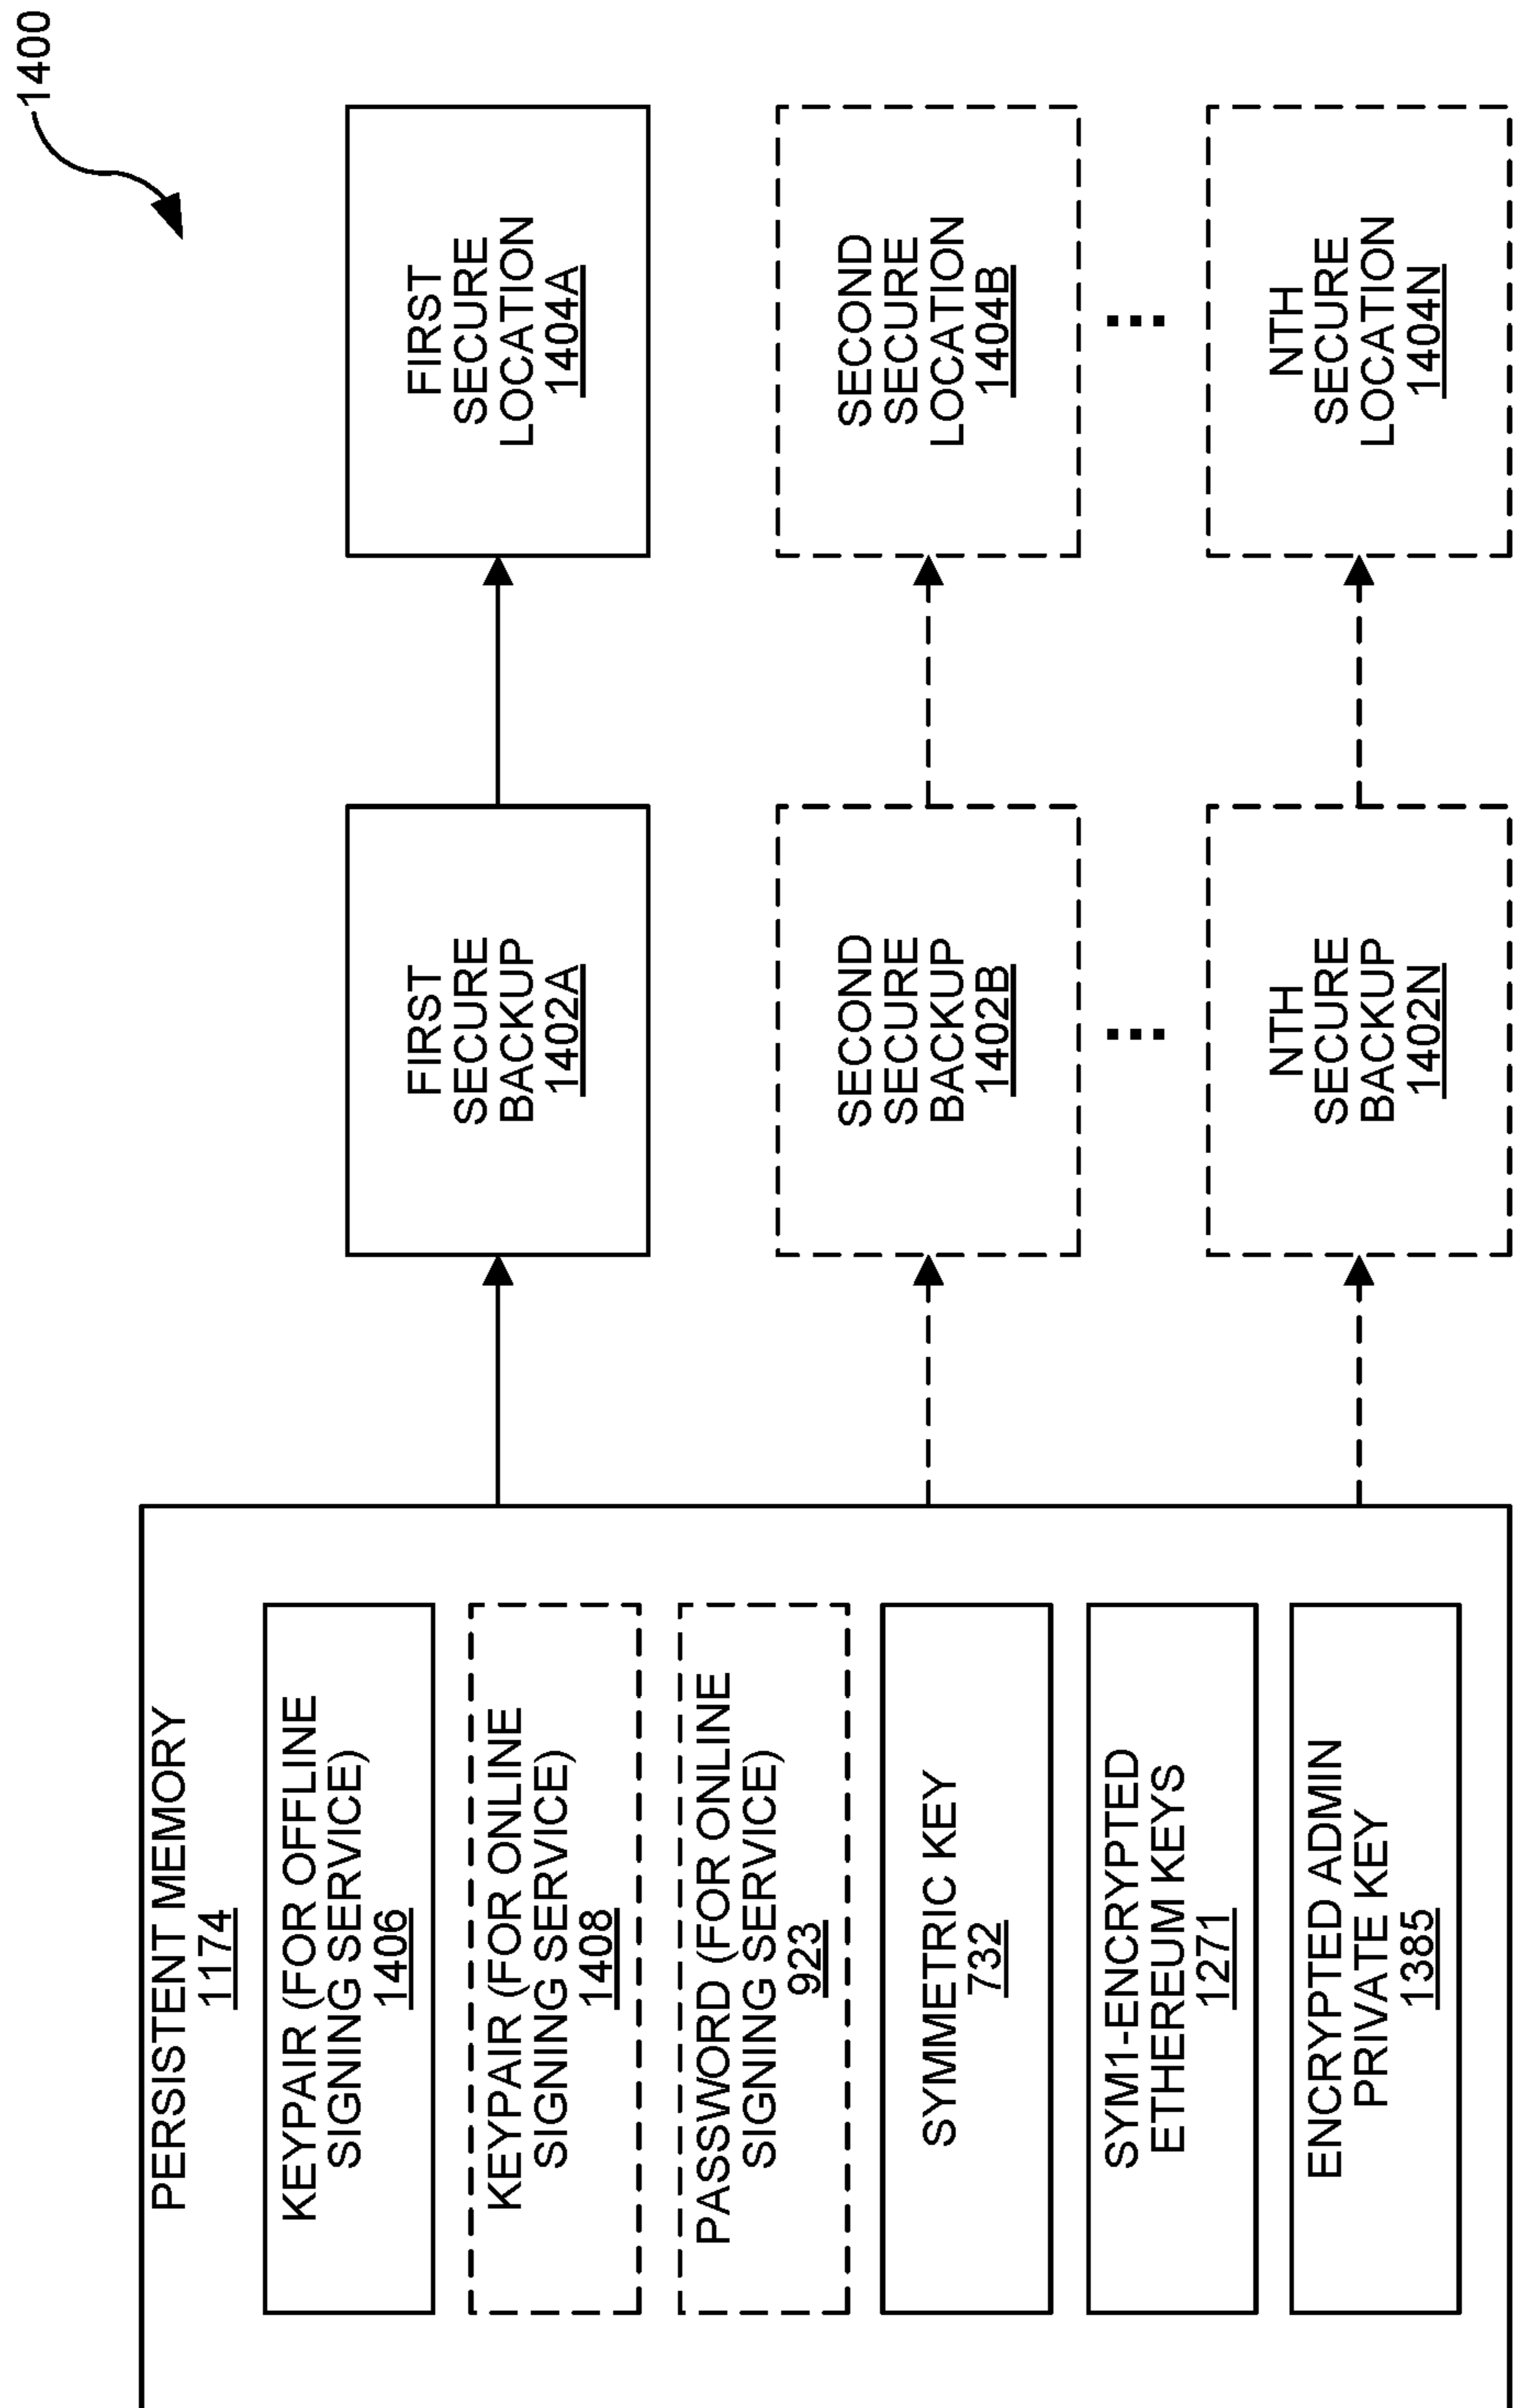 1400
PERSISTENT MEMORY
1174
KEYPAIR (FOR OFFLINE
SIGNING SERVICE)
1406
KEYPAIR (FOR ONLINE
SIGNING SERVICE)
1408
PASSWORD (FOR ONLINE
SIGNING SERVICE)
923
SYMMETRIC KEY
732
SYM1-ENCRYPTED
ETHEREUM KEYS
1271
ENCRYPTED ADMIN
PRIVATE KEY
1385
FIRST
SECURE
BACKUP
1402A
SECOND
SECURE
BACKUP
1402B
...
NTH
SECURE
BACKUP
1402N
FIRST
SECURE
LOCATION
1404A
SECOND
SECURE
LOCATION
1404B
...
NTH
SECURE
LOCATION
1404N